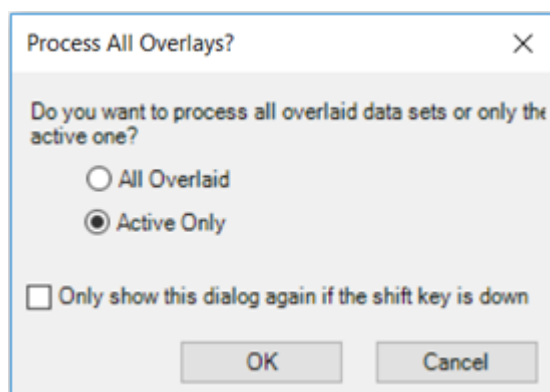 Process All Overlays?
Do you want to process all overlaid data sets or only the
active one?
All Overlaid
Active Only
Only show this dialog again if the shift key is down
OK
Cancel